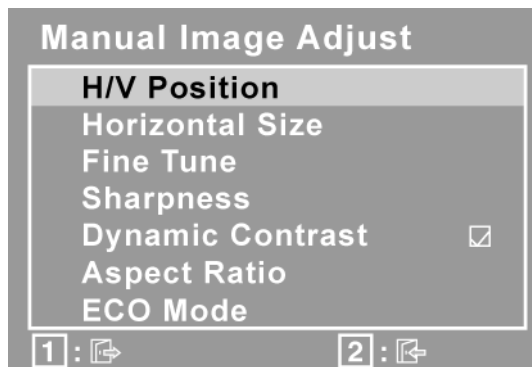 Manual Image Adjust
H/V Position
Horizontal Size
Fine Tune
Sharpness
Dynamic Contrast
Aspect Ratio
ECO Mode
1 : 2 :